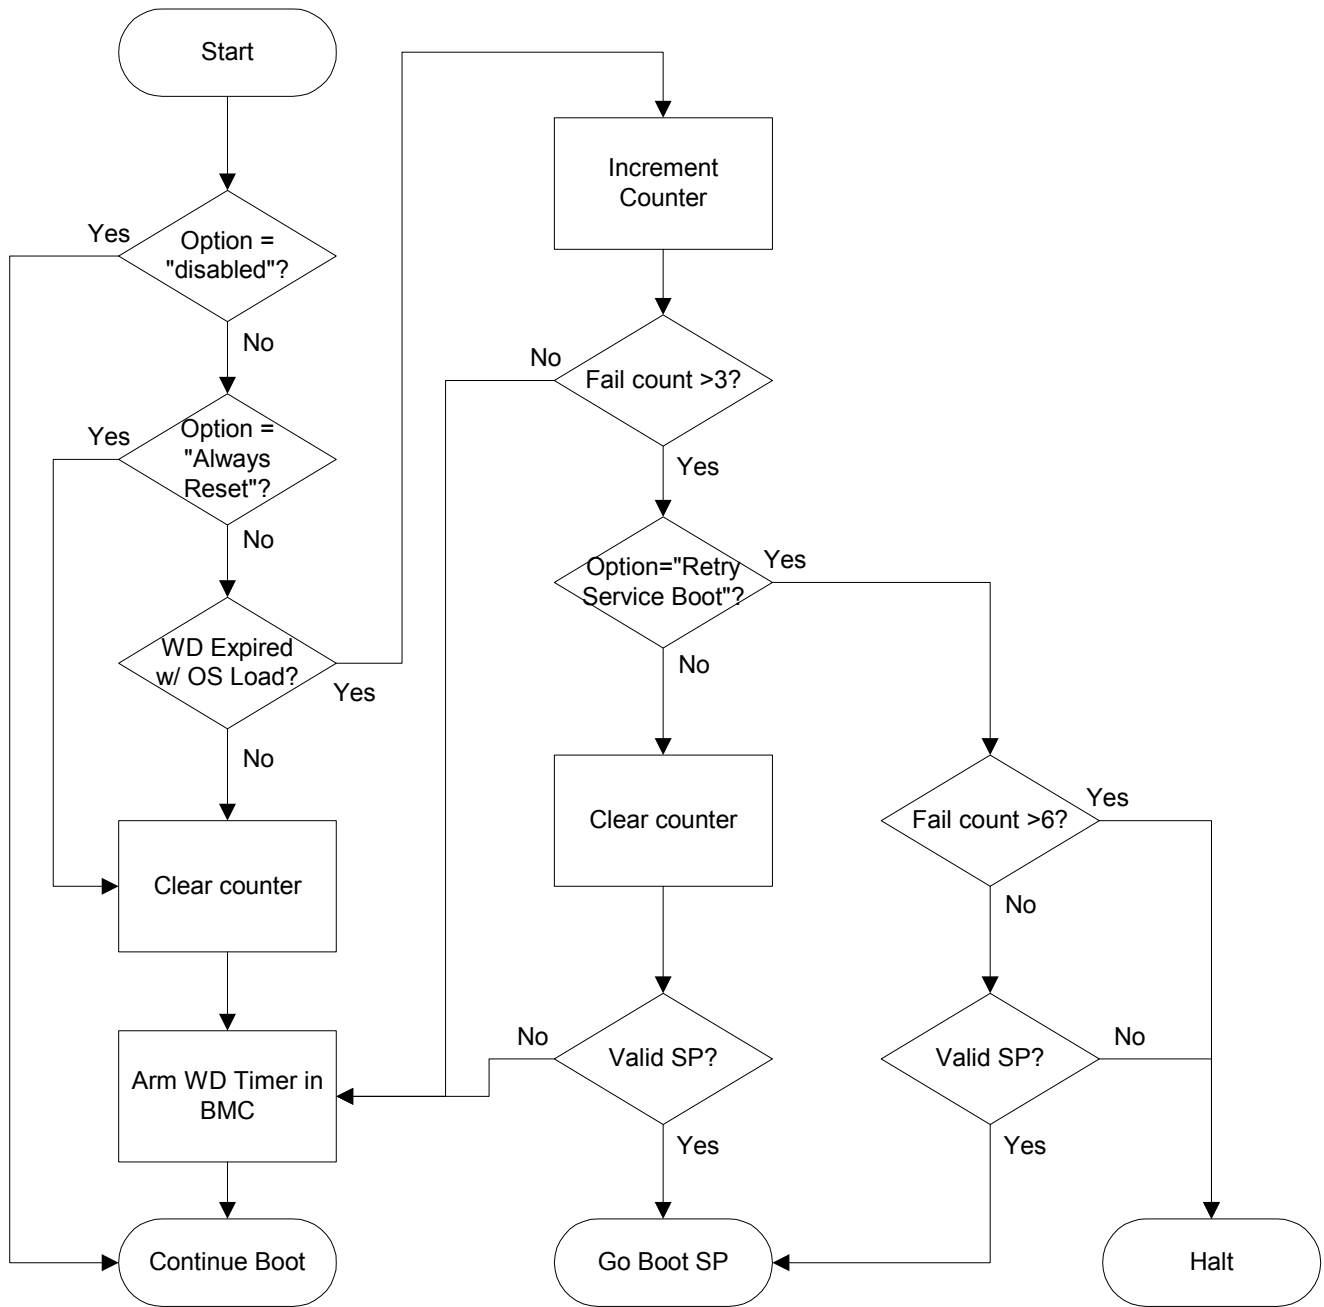 Start
Yes
Option =
"disabled"?
No
Yes
Option =
"Always
Reset"?
No
WD Expired
w/ OS Load?
Yes
No
Clear counter
Arm WD Timer in
BMC
Continue Boot
Increment
Counter
No
Fail count >3?
Yes
Option="Retry
Service Boot"?
Yes
No
Clear counter
No
Valid SP?
Yes
Go Boot SP
Fail count >6?
Yes
No
Valid SP?
No
Yes
Halt